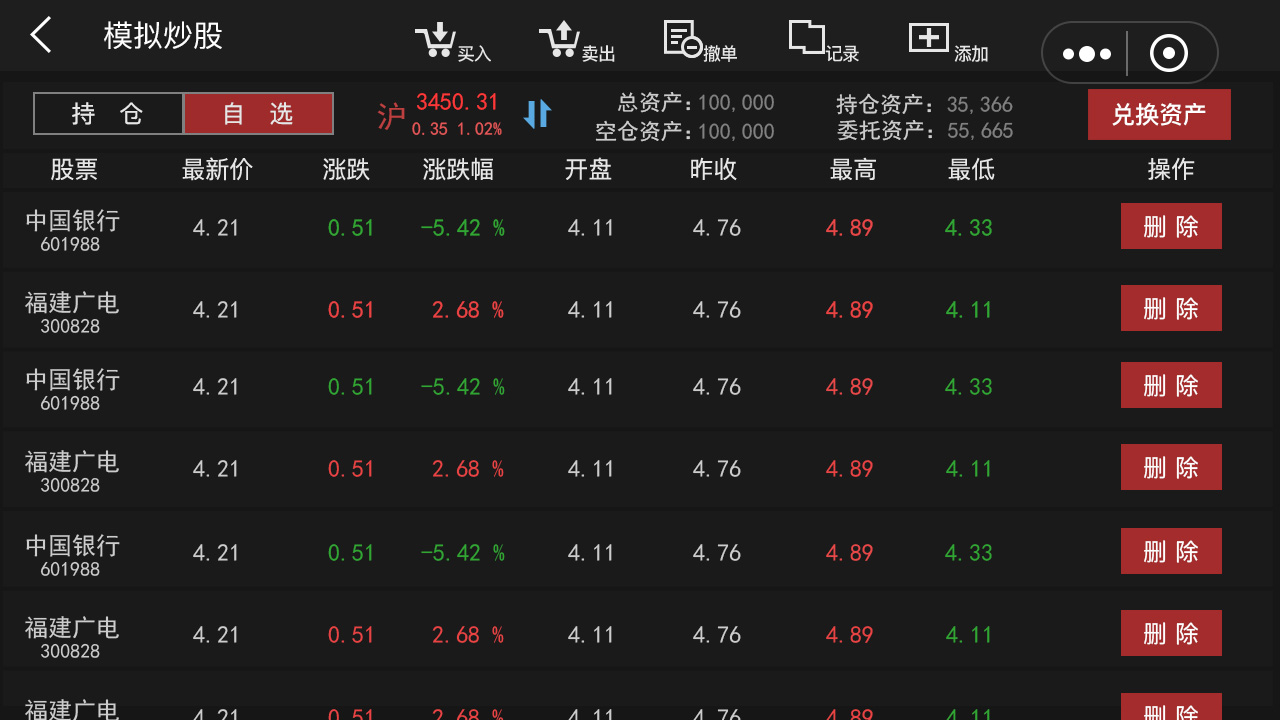 模拟炒股 买入 卖出 撤单 记录 添加
持 仓 自 选 沪 3450.31 总资产:100,000 持仓资产: 35,366 兑换资产
0.35 1.02% 空仓资产:100,000 委托资产: 55,665
股票 最新价 涨跌 涨跌幅 开盘 昨收 最高 最低 操作
中国银行 4.21 0.51 -5.42 % 4.11 4.76 4.89 4.33 删 除
601988
福建广电 4.21 0.51 2.68 % 4.11 4.76 4.89 4.11 删 除
300828
中国银行 4.21 0.51 -5.42 % 4.11 4.76 4.89 4.33 删 除
601988
福建广电 4.21 0.51 2.68 % 4.11 4.76 4.89 4.11 删 除
300828
中国银行 4.21 0.51 -5.42 % 4.11 4.76 4.89 4.33 删 除
601988
福建广电 4.21 0.51 2.68 % 4.11 4.76 4.89 4.11 删 除
300828
福建广电 4.21 0.51 2.68 % 4.11 4.76 4.89 4.11 删 除